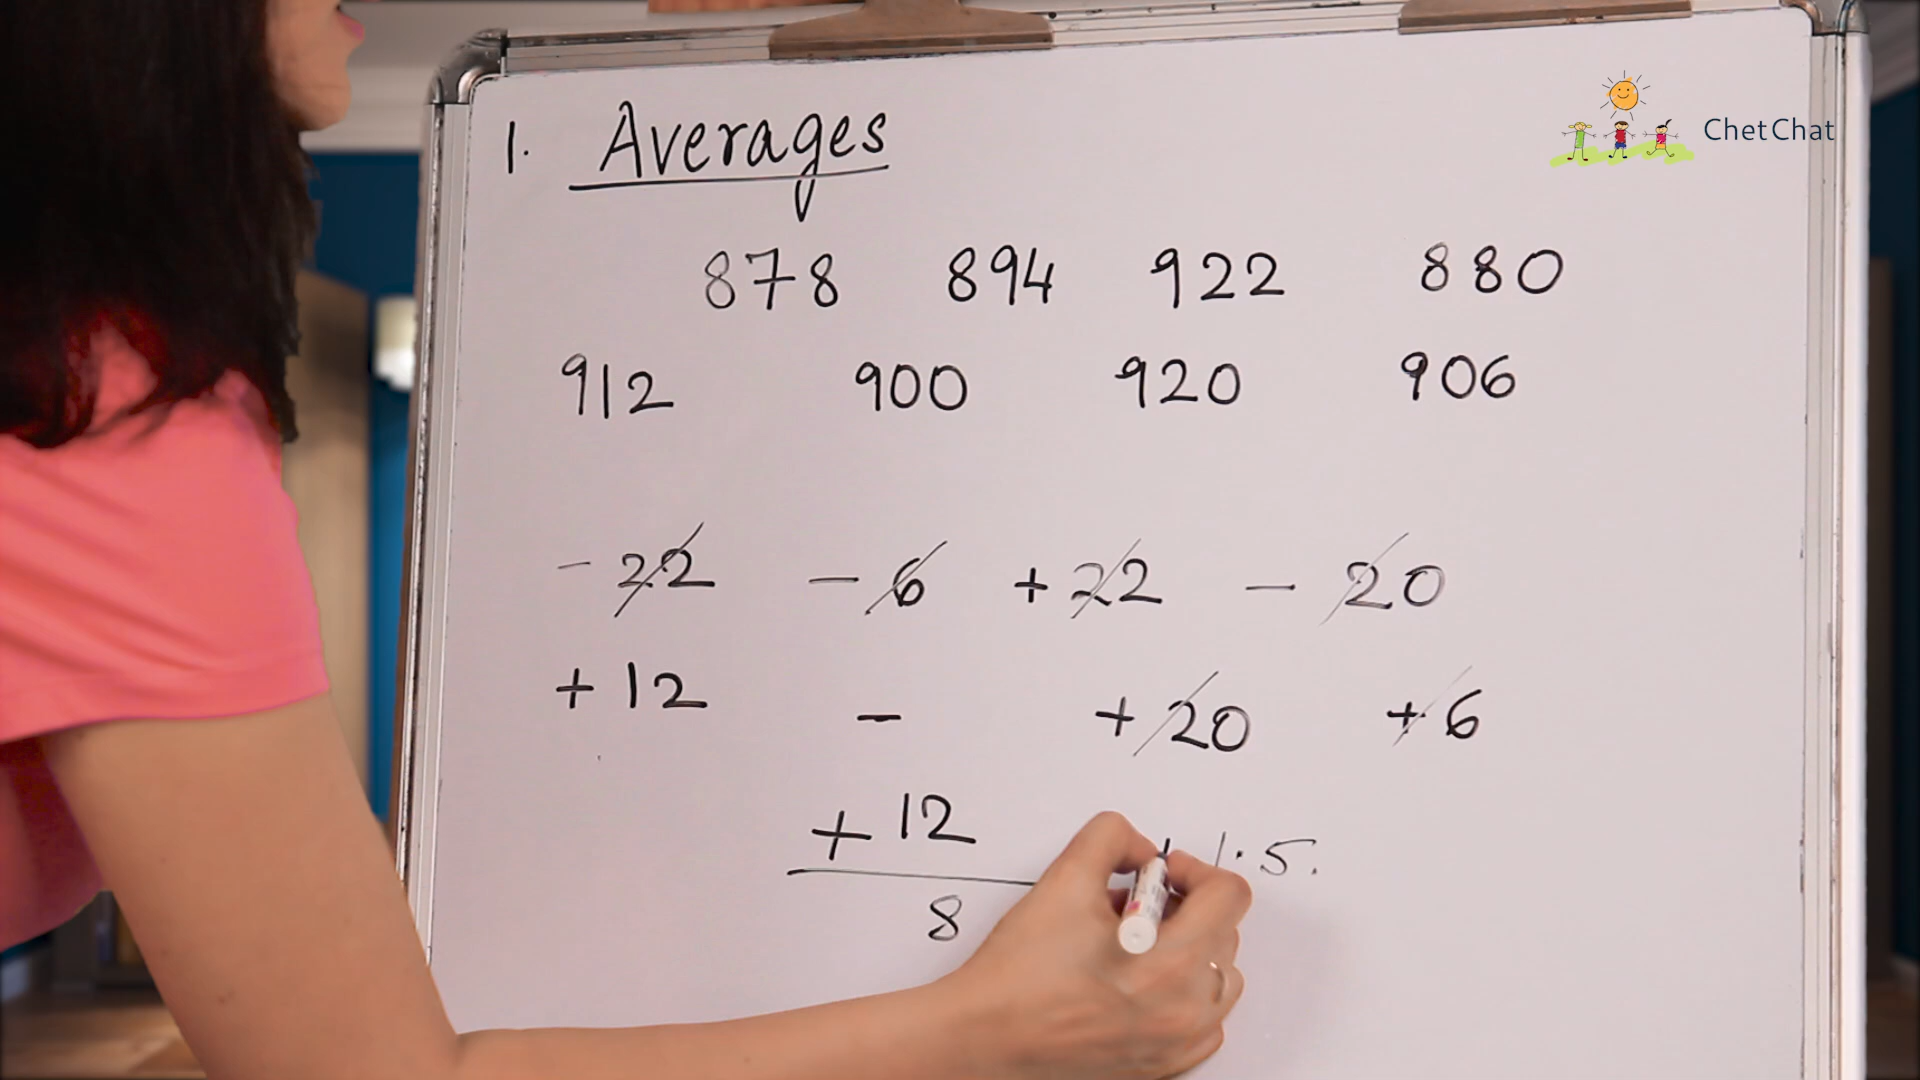 ChetChat
1. Averages
878 894 922 880
912 900 920 906
- 22 - 6 + 22 - 20
+ 12 - + 20 + 6
+ 12
8
+ 1.5.